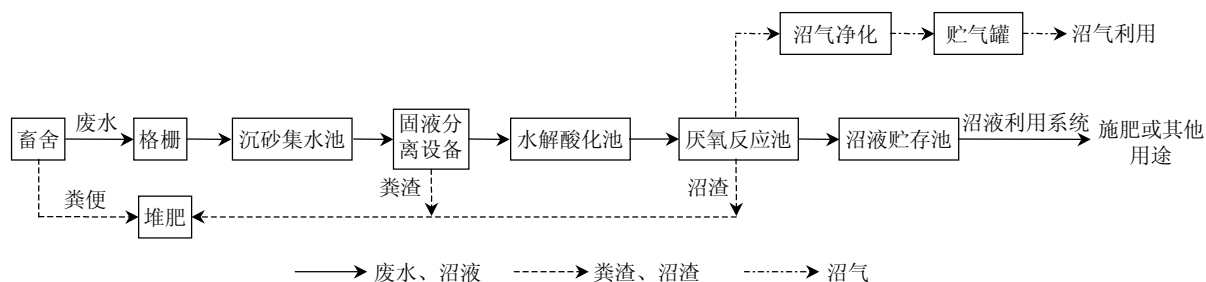 沼气净化
贮气罐
沼气利用
畜舍
废水
格栅
沉砂集水池
固液分
离设备
水解酸化池
厌氧反应池
沼液贮存池
沼液利用系统
施肥或其他
用途
粪便
堆肥
粪渣
沼渣
废水、沼液
粪渣、沼渣
沼气